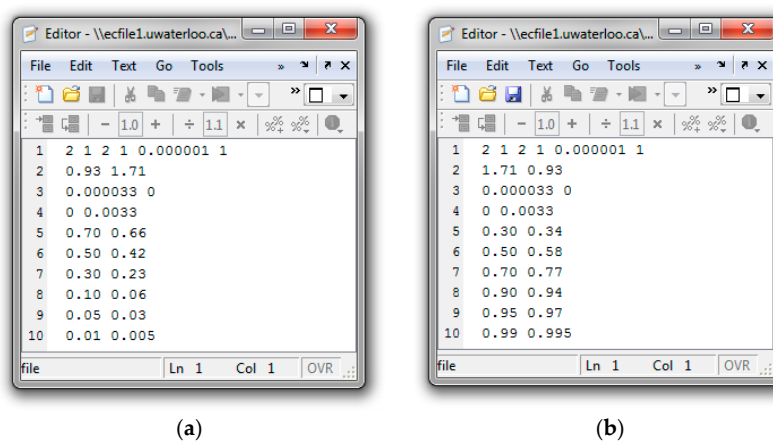 Editor - \\ecfile1.uwaterloo.ca\...
File Edit Text Go Tools » X
» 
- 1.0 + ÷ 1.1 ×
1 2 1 2 1 0.000001 1
2 0.93 1.71
3 0.000033 0
4 0 0.0033
5 0.70 0.66
6 0.50 0.42
7 0.30 0.23
8 0.10 0.06
9 0.05 0.03
10 0.01 0.005
file Ln 1 Col 1 OVR
(a)
Editor - \\ecfile1.uwaterloo.ca\...
File Edit Text Go Tools » X
»
- 1.0 + ÷ 1.1 ×
1 2 1 2 1 0.000001 1
2 1.71 0.93
3 0.000033 0
4 0 0.0033
5 0.30 0.34
6 0.50 0.58
7 0.70 0.77
8 0.90 0.94
9 0.95 0.97
10 0.99 0.995
file Ln 1 Col 1 OVR
(b)